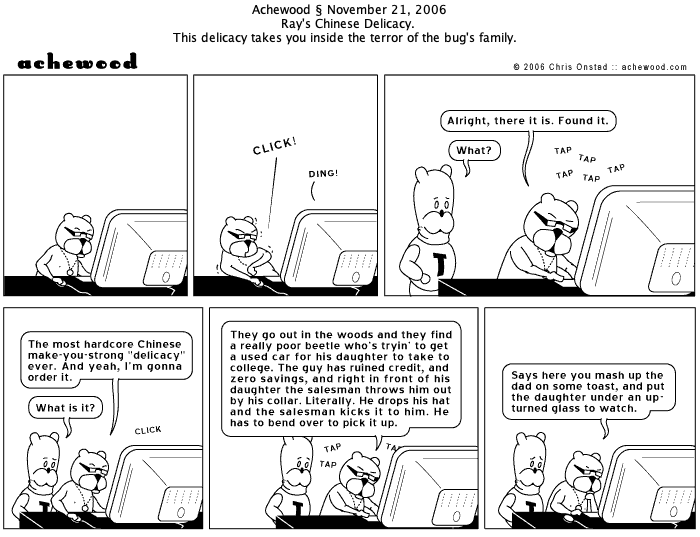 Achewood § November 21, 2006
Ray's Chinese Delicacy.
This delicacy takes you inside the terror of the bug's family.
achewood
© 2006 Chris Onstad :: achewood.com
CLICK!
DING!
Alright, there it is. Found it.
What?
TAP
TAP
TAP
TAP
TAP
T
The most hardcore Chinese
make-you-strong "delicacy"
ever. And yeah, I'm gonna
order it.
What is it?
CLICK
T
They go out in the woods and they find
a really poor beetle who's tryin' to get
a used car for his daughter to take to
college. The guy has ruined credit, and
zero savings, and right in front of his
daughter the salesman throws him out
by his collar. Literally. He drops his hat
and the salesman kicks it to him. He
has to bend over to pick it up.
TAP
TAP
TA
T
Says here you mash up the
dad on some toast, and put
the daughter under an up-
turned glass to watch.
T